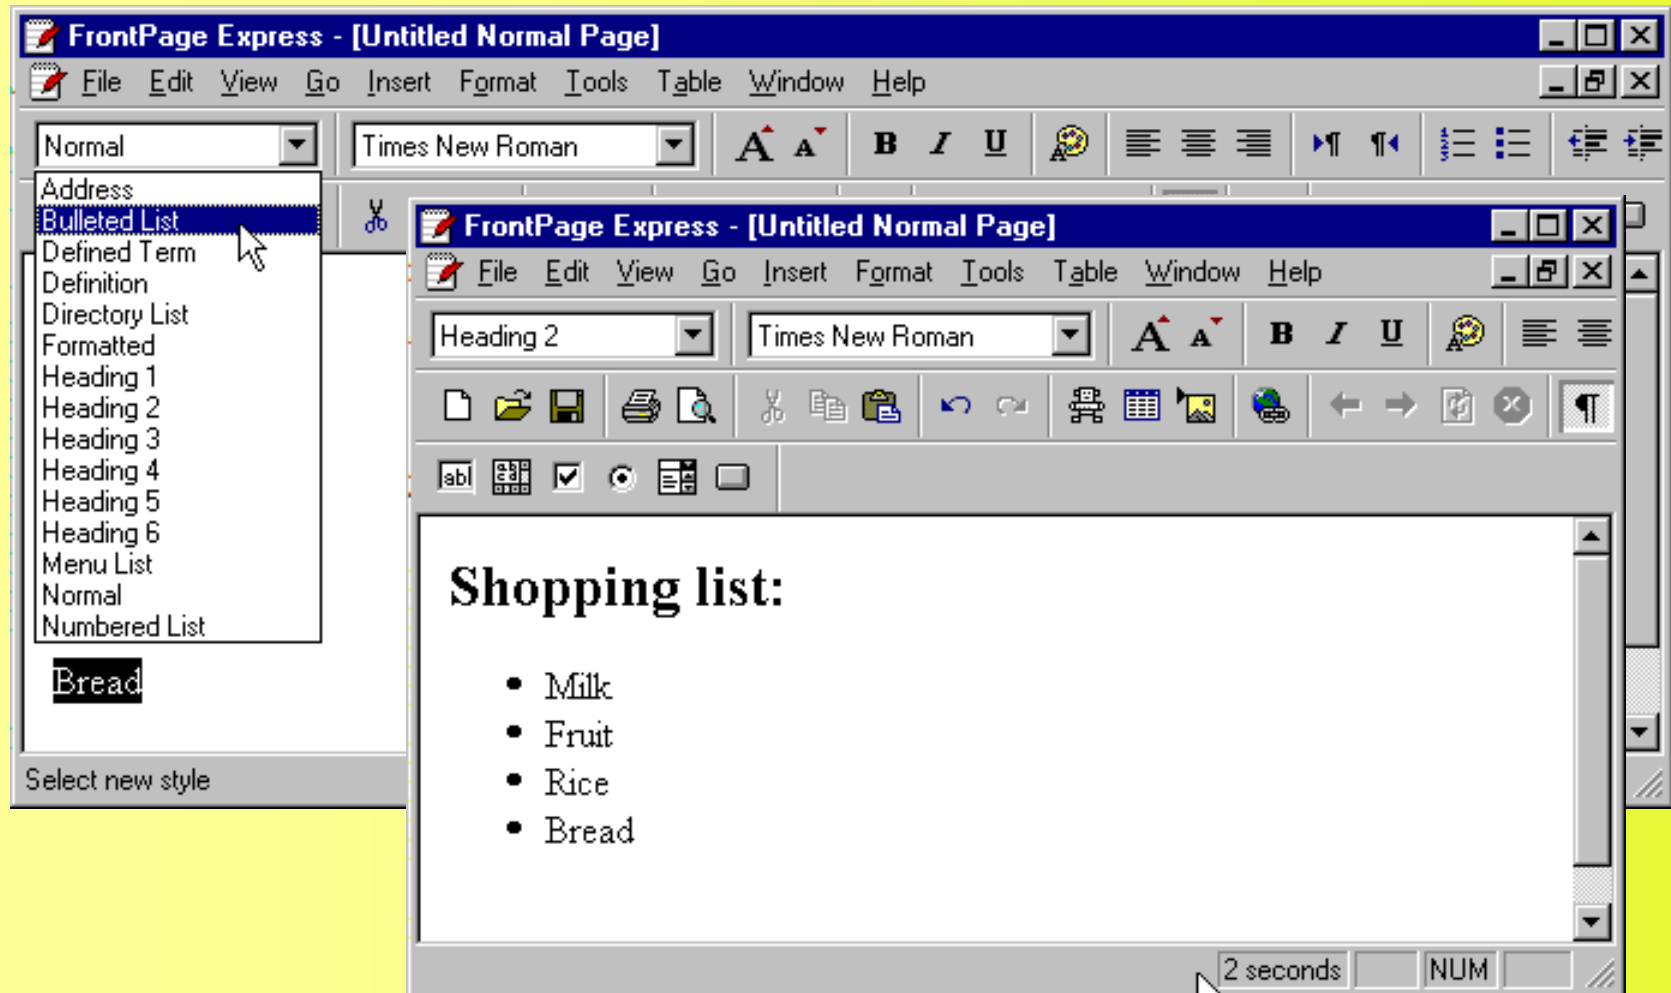 FrontPage Express - [Untitled Normal Page]
File Edit View Go Insert Format Tools Table Window Help
Normal Times New Roman A A B I U
Address
Bulleted List
Defined Term
Definition
Directory List
Formatted
Heading 1
Heading 2
Heading 3
Heading 4
Heading 5
Heading 6
Menu List
Normal
Numbered List
Bread
Select new style
FrontPage Express - [Untitled Normal Page]
File Edit View Go Insert Format Tools Table Window Help
Heading 2 Times New Roman A A B I U
abl
Shopping list:
• Milk
• Fruit
• Rice
• Bread
2 seconds NUM